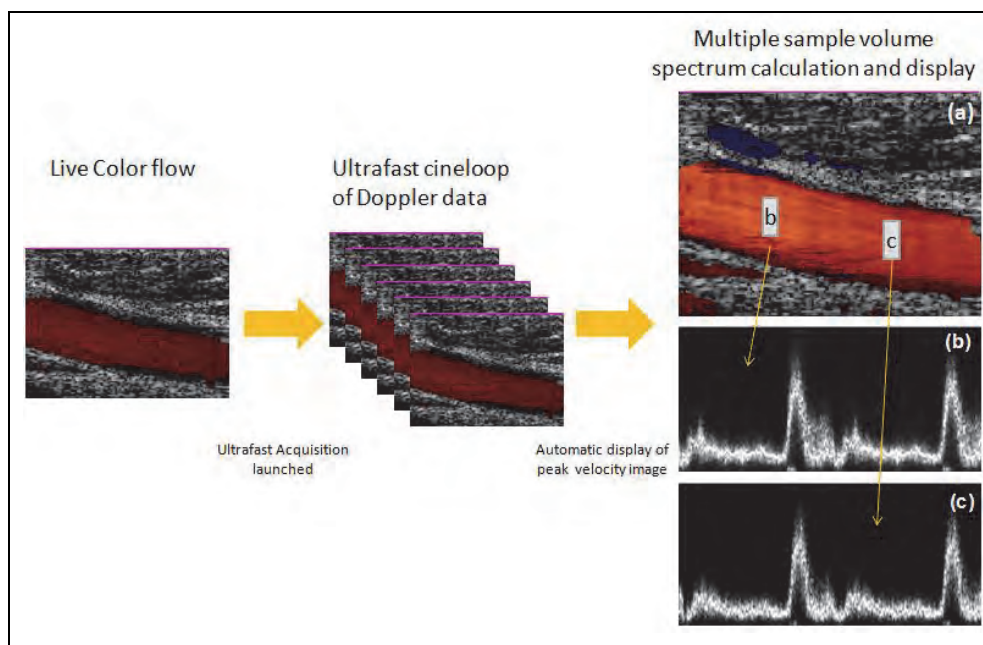 Live Color flow
Ultrafast Acquisition
launched
Ultrafast cineloop
of Doppler data
Automatic display of
peak velocity image
Multiple sample volume
spectrum calculation and display
(a)
b
c
(b)
(c)